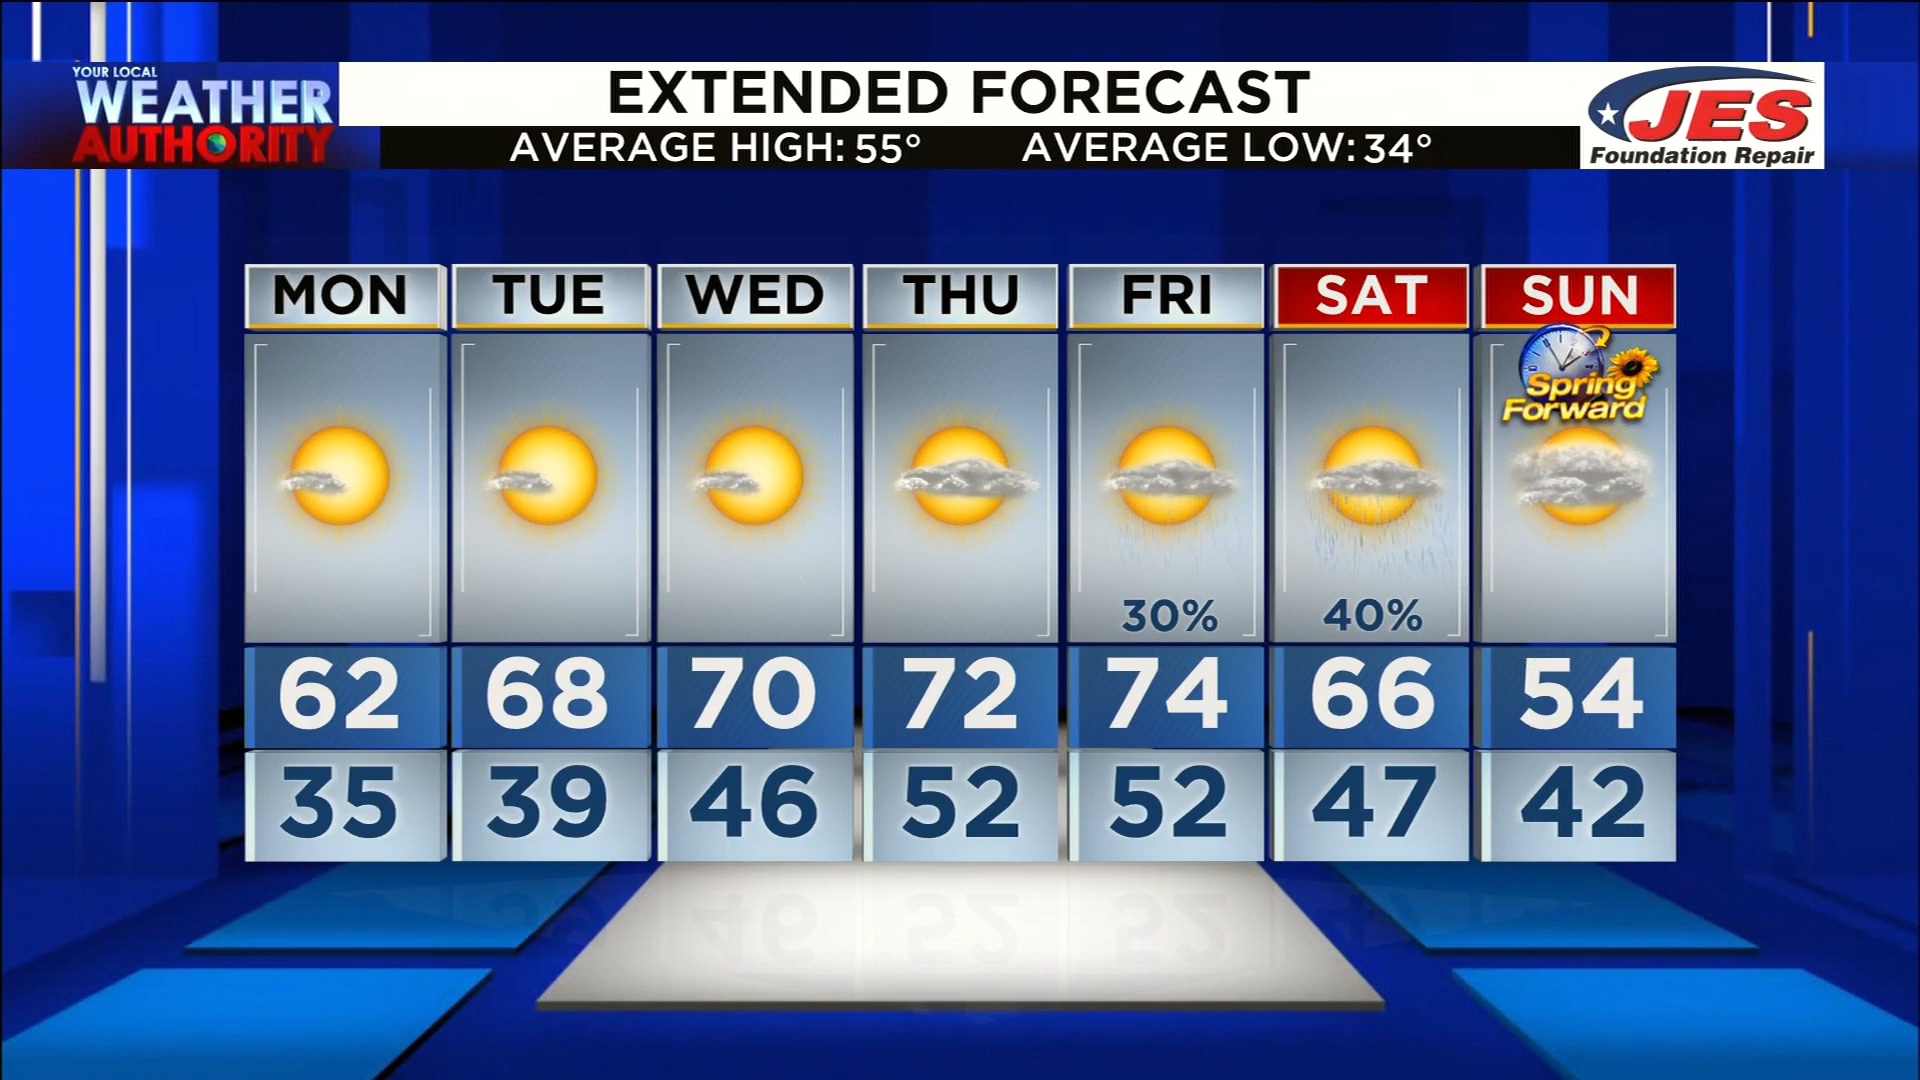 YOUR LOCAL
WEATHER
AUTHORITY
EXTENDED FORECAST
AVERAGE HIGH: 55° AVERAGE LOW: 34°
JES
Foundation Repair
MON TUE WED THU FRI SAT SUN
Spring
Forward
30% 40%
62 68 70 72 74 66 54
35 39 46 52 52 47 42